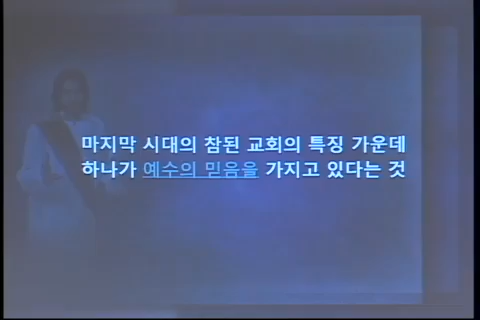 마지막 시대의 참된 교회의 특징 가운데
하나가 예수의 믿음을 가지고 있다는 것